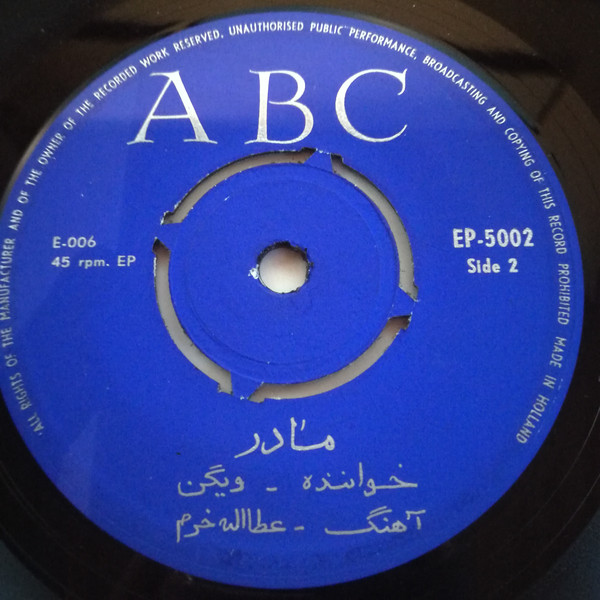 "ALL RIGHTS OF THE MANUFACTURER AND OF THE OWNER OF THE RECORDED WORK RESERVED, UNAUTHORISED PUBLIC PERFORMANCE, BROADCASTING AND COPYING OF THIS RECORD PROHIBITED MADE IN HOLLAND
ABC
E-006
45 rpm. EP
EP-5002
Side 2
مادر
خواننده - ویگن
آهنگ - عطااله خرم